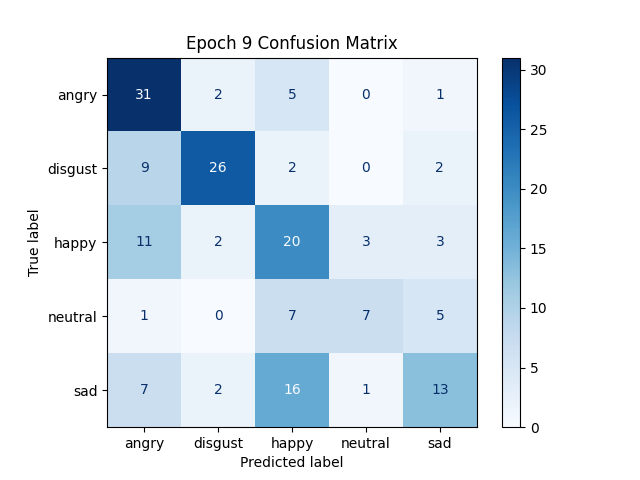 Epoch 9 Confusion Matrix
True label
angry 31 2 5 0 1
disgust 9 26 2 0 2
happy 11 2 20 3 3
neutral 1 0 7 7 5
sad 7 2 16 1 13
angry disgust happy neutral sad
Predicted label
30
25
20
15
10
5
0